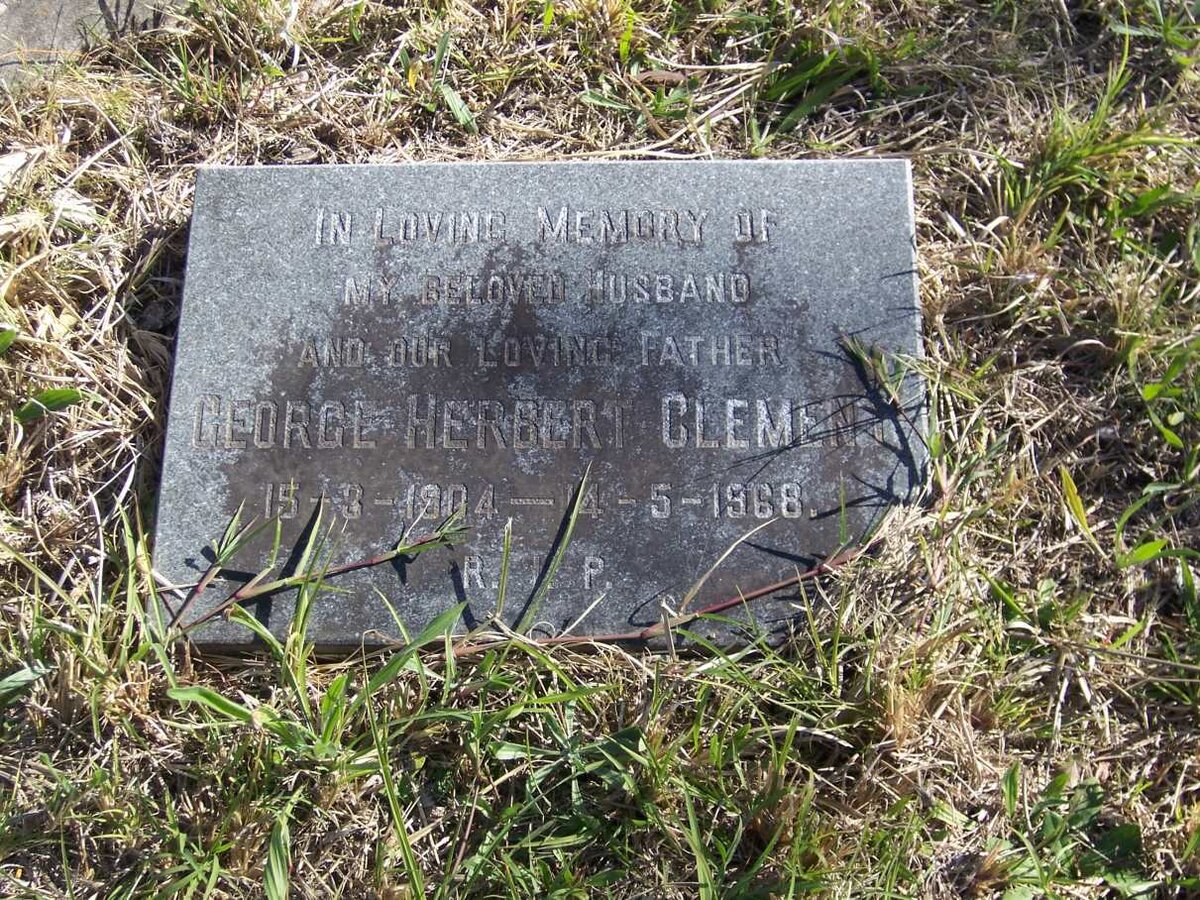 IN LOVING MEMORY OF
MY BELOVED HUSBAND
AND OUR LOVING FATHER
GEORGE HERBERT CLEMENT
15-3-1904-14-5-1968.
R. I. P.